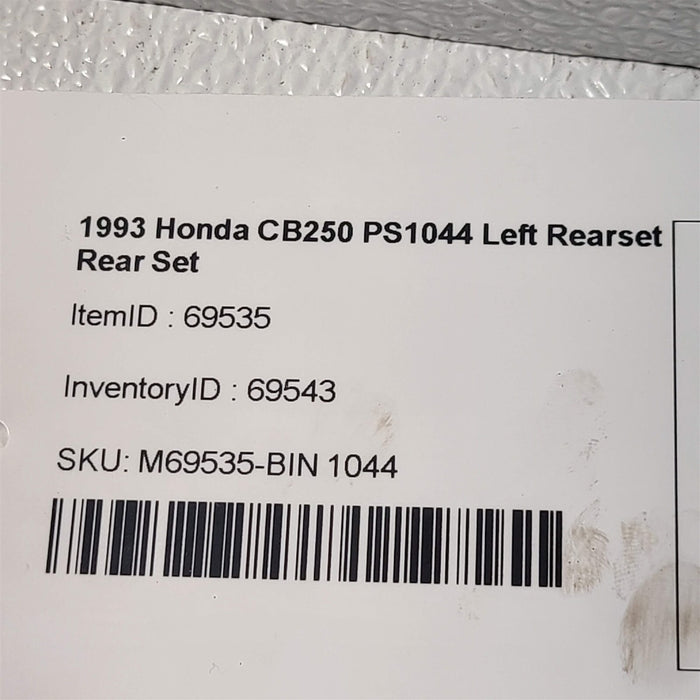 1993 Honda CB250 PS1044 Left Rearset
Rear Set
ItemID : 69535
InventoryID : 69543
SKU: M69535-BIN 1044